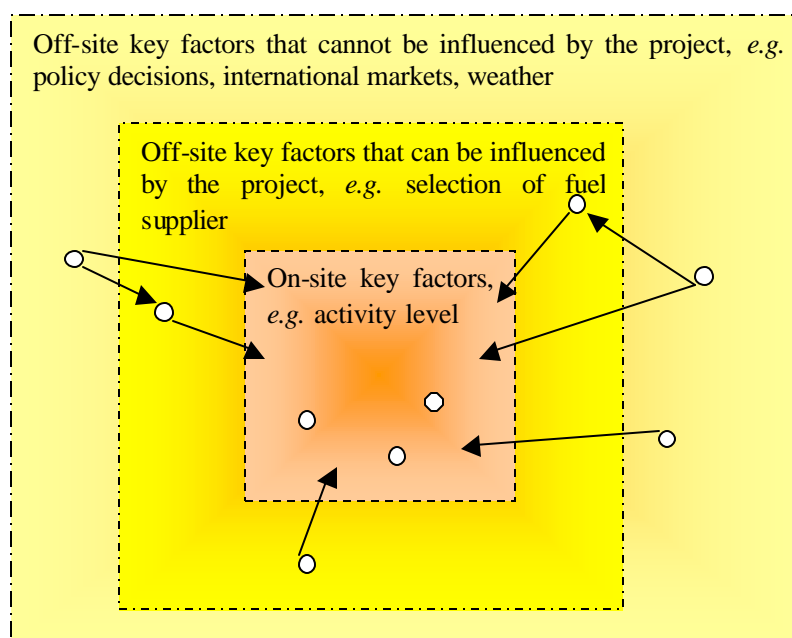 Off-site key factors that cannot be influenced by the project, e.g.
policy decisions, international markets, weather
Off-site key factors that can be influenced
by the project, e.g. selection of fuel
supplier
On-site key factors,
e.g. activity level